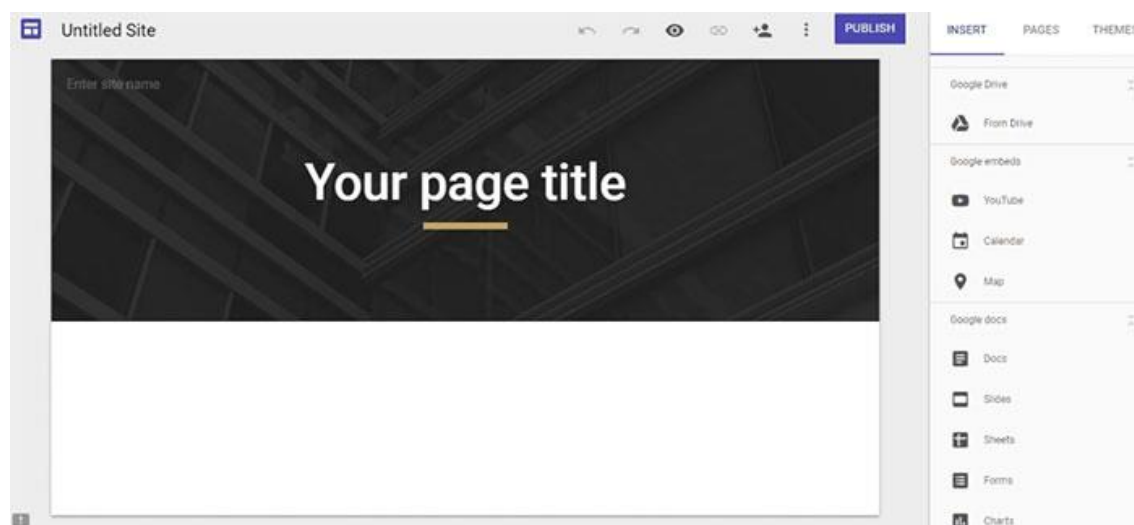 Untitled Site
PUBLISH
INSERT PAGES THEMES
Enter site name
Your page title
Google Drive
From Drive
Google embeds
YouTube
Calendar
Map
Google docs
Docs
Slides
Sheets
Forms
Charts